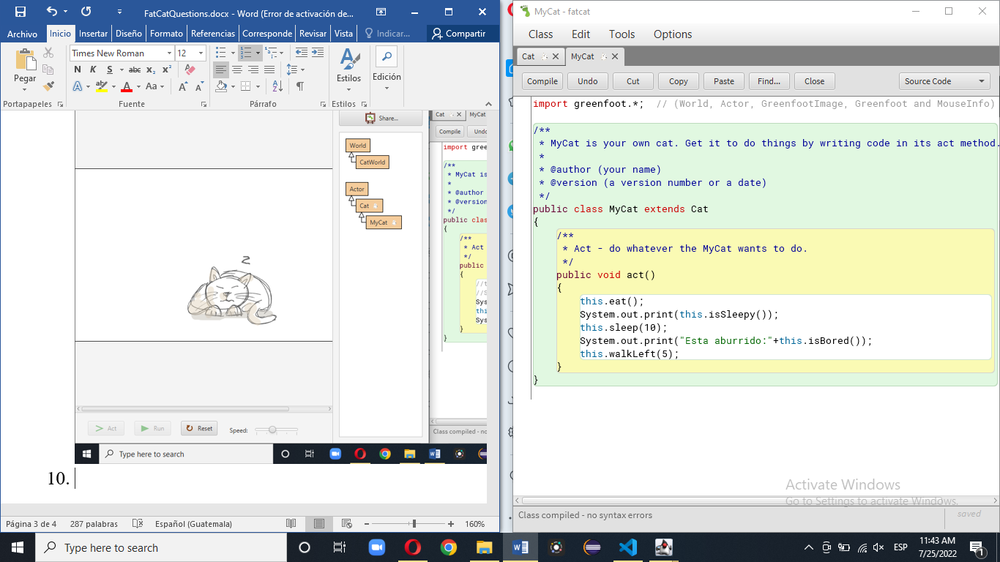 FatCatQuestions.docx - Word (Error de activación de...
Archivo Inicio Insertar Diseño Formato Referencias Corresponde Revisar Vista Indicar... Compartir
Pegar
Times New Roman 12
N K S abc x₂ x²
A ab A Aa A A
Estilos
Edición
Portapapeles Fuente Párrafo Estilos
Share...
World
CatWorld
Actor
Cat
MyCat
Cat MyCat
Compile Undo
import gree
/**
* MyCat is
*
* @author
* @version
*/
public clas
{
/**
* Act
*/
public
{
//t
//S
Sys
this
Sys
}
}
Class compiled - no
z
Act Run Reset Speed:
Type here to search
10.
Página 3 de 4 287 palabras Español (Guatemala) 160%
MyCat - fatcat
Class Edit Tools Options
Cat MyCat
Compile Undo Cut Copy Paste Find... Close Source Code
import greenfoot.*; // (World, Actor, GreenfootImage, Greenfoot and MouseInfo)
/**
* MyCat is your own cat. Get it to do things by writing code in its act method.
*
* @author (your name)
* @version (a version number or a date)
*/
public class MyCat extends Cat
{
/**
* Act - do whatever the MyCat wants to do.
*/
public void act()
{
this.eat();
System.out.print(this.isSleepy());
this.sleep(10);
System.out.print("Esta aburrido:"+this.isBored());
this.walkLeft(5);
}
}
Activate Windows
Go to Settings to activate Windows.
Class compiled - no syntax errors
saved
Type here to search
ESP
11:43 AM
7/25/2022
1